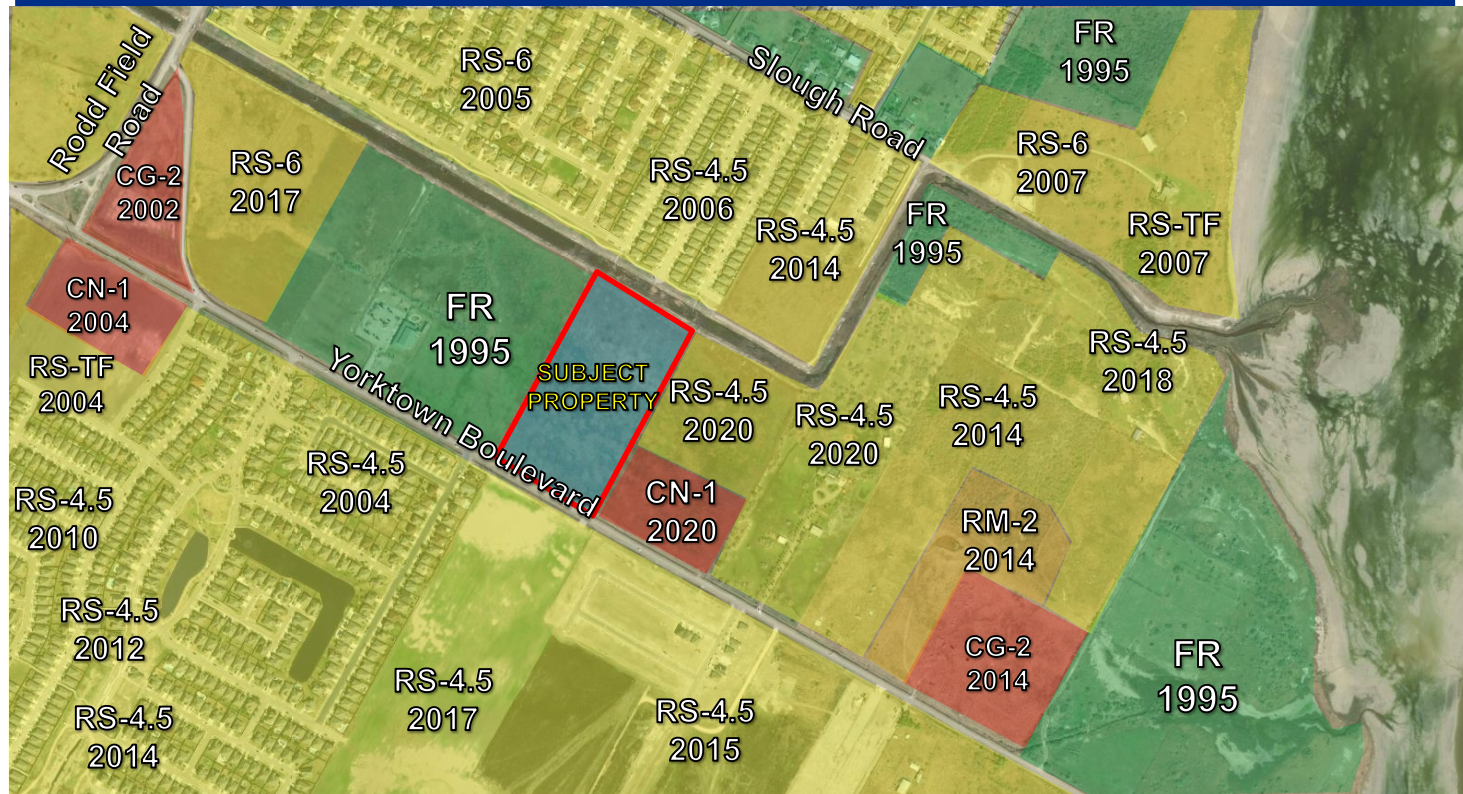 Rodd Field
Road
RS-6
2005
Slough Road
FR
1995
CG-2
2002
RS-6
2017
RS-4.5
2006
RS-4.5
2014
RS-6
2007
FR
1995
RS-TF
2007
CN-1
2004
RS-TF
2004
FR
1995
Yorktown Boulevard
SUBJECT
PROPERTY
RS-4.5
2020
RS-4.5
2020
RS-4.5
2014
RS-4.5
2018
RS-4.5
2010
RS-4.5
2004
CN-1
2020
RM-2
2014
RS-4.5
2012
RS-4.5
2014
RS-4.5
2017
RS-4.5
2015
CG-2
2014
FR
1995